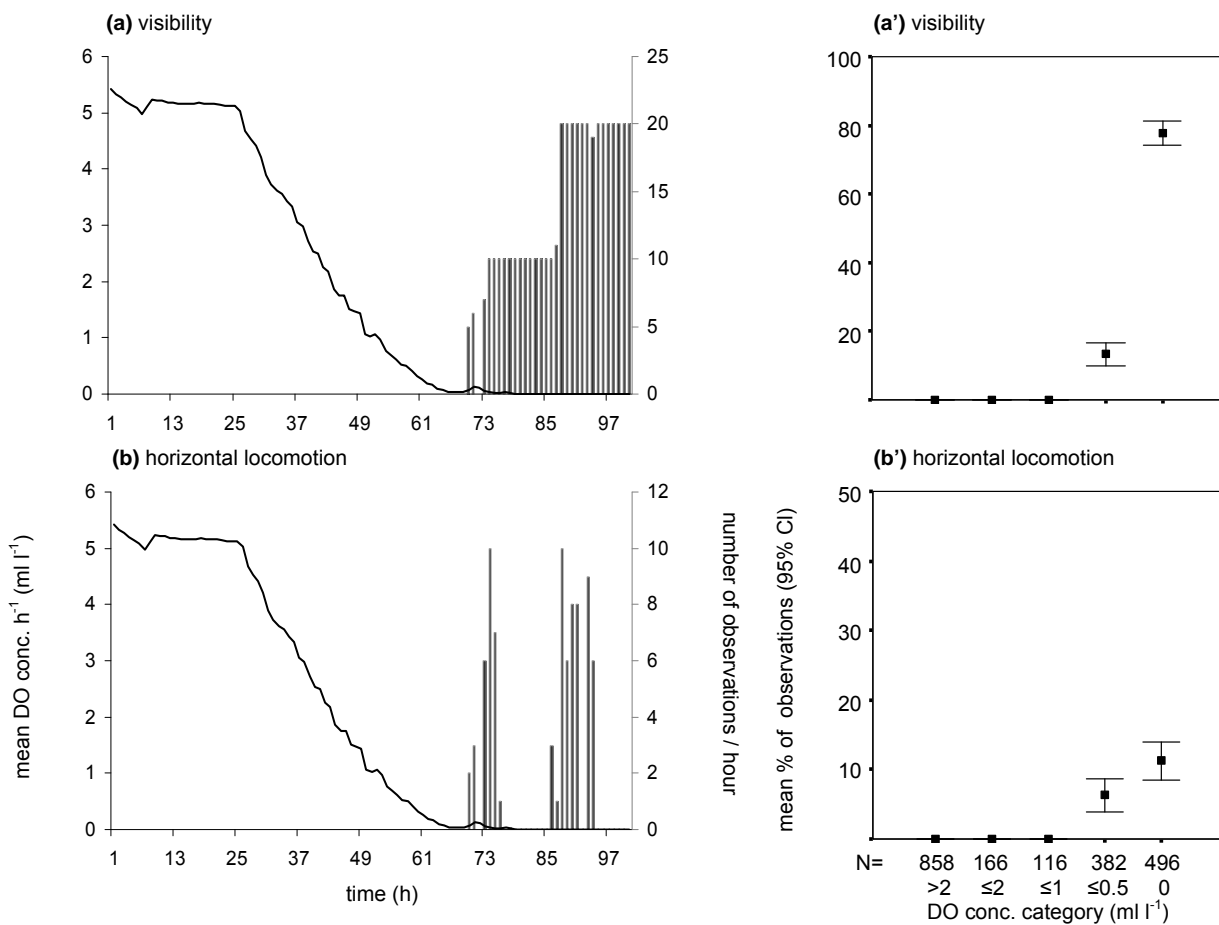 (a) visibility
6
5
4
3
2
1
0
25
20
15
10
5
0
1 13 25 37 49 61 73 85 97
(a') visibility
100
80
60
40
20
(b) horizontal locomotion
6
5
4
3
2
1
0
12
10
8
6
4
2
0
1 13 25 37 49 61 73 85 97
time (h)
mean DO conc. h-1 (ml l-1)
number of observations / hour
(b') horizontal locomotion
50
40
30
20
10
mean % of observations (95% CI)
N= 858 166 116 382 496
>2 ≤2 ≤1 ≤0.5 0
DO conc. category (ml l-1)